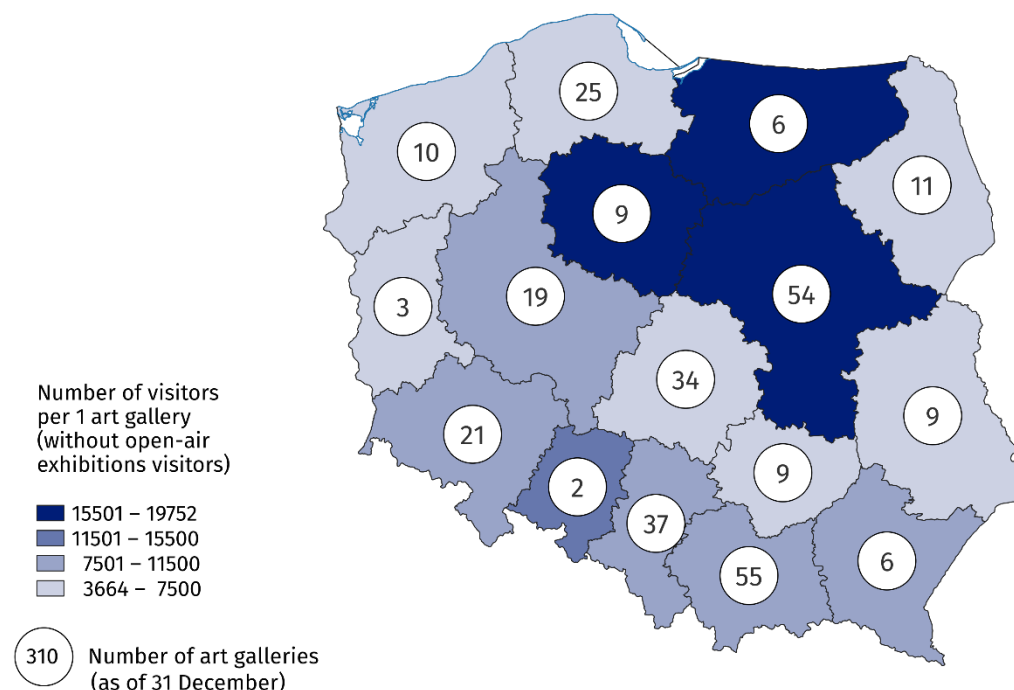 25
6
10
11
9
54
19
3
34
9
21
9
2
37
55
6
Number of visitors
per 1 art gallery
(without open-air
exhibitions visitors)
15501 – 19752
11501 – 15500
7501 – 11500
3664 – 7500
310 Number of art galleries
(as of 31 December)